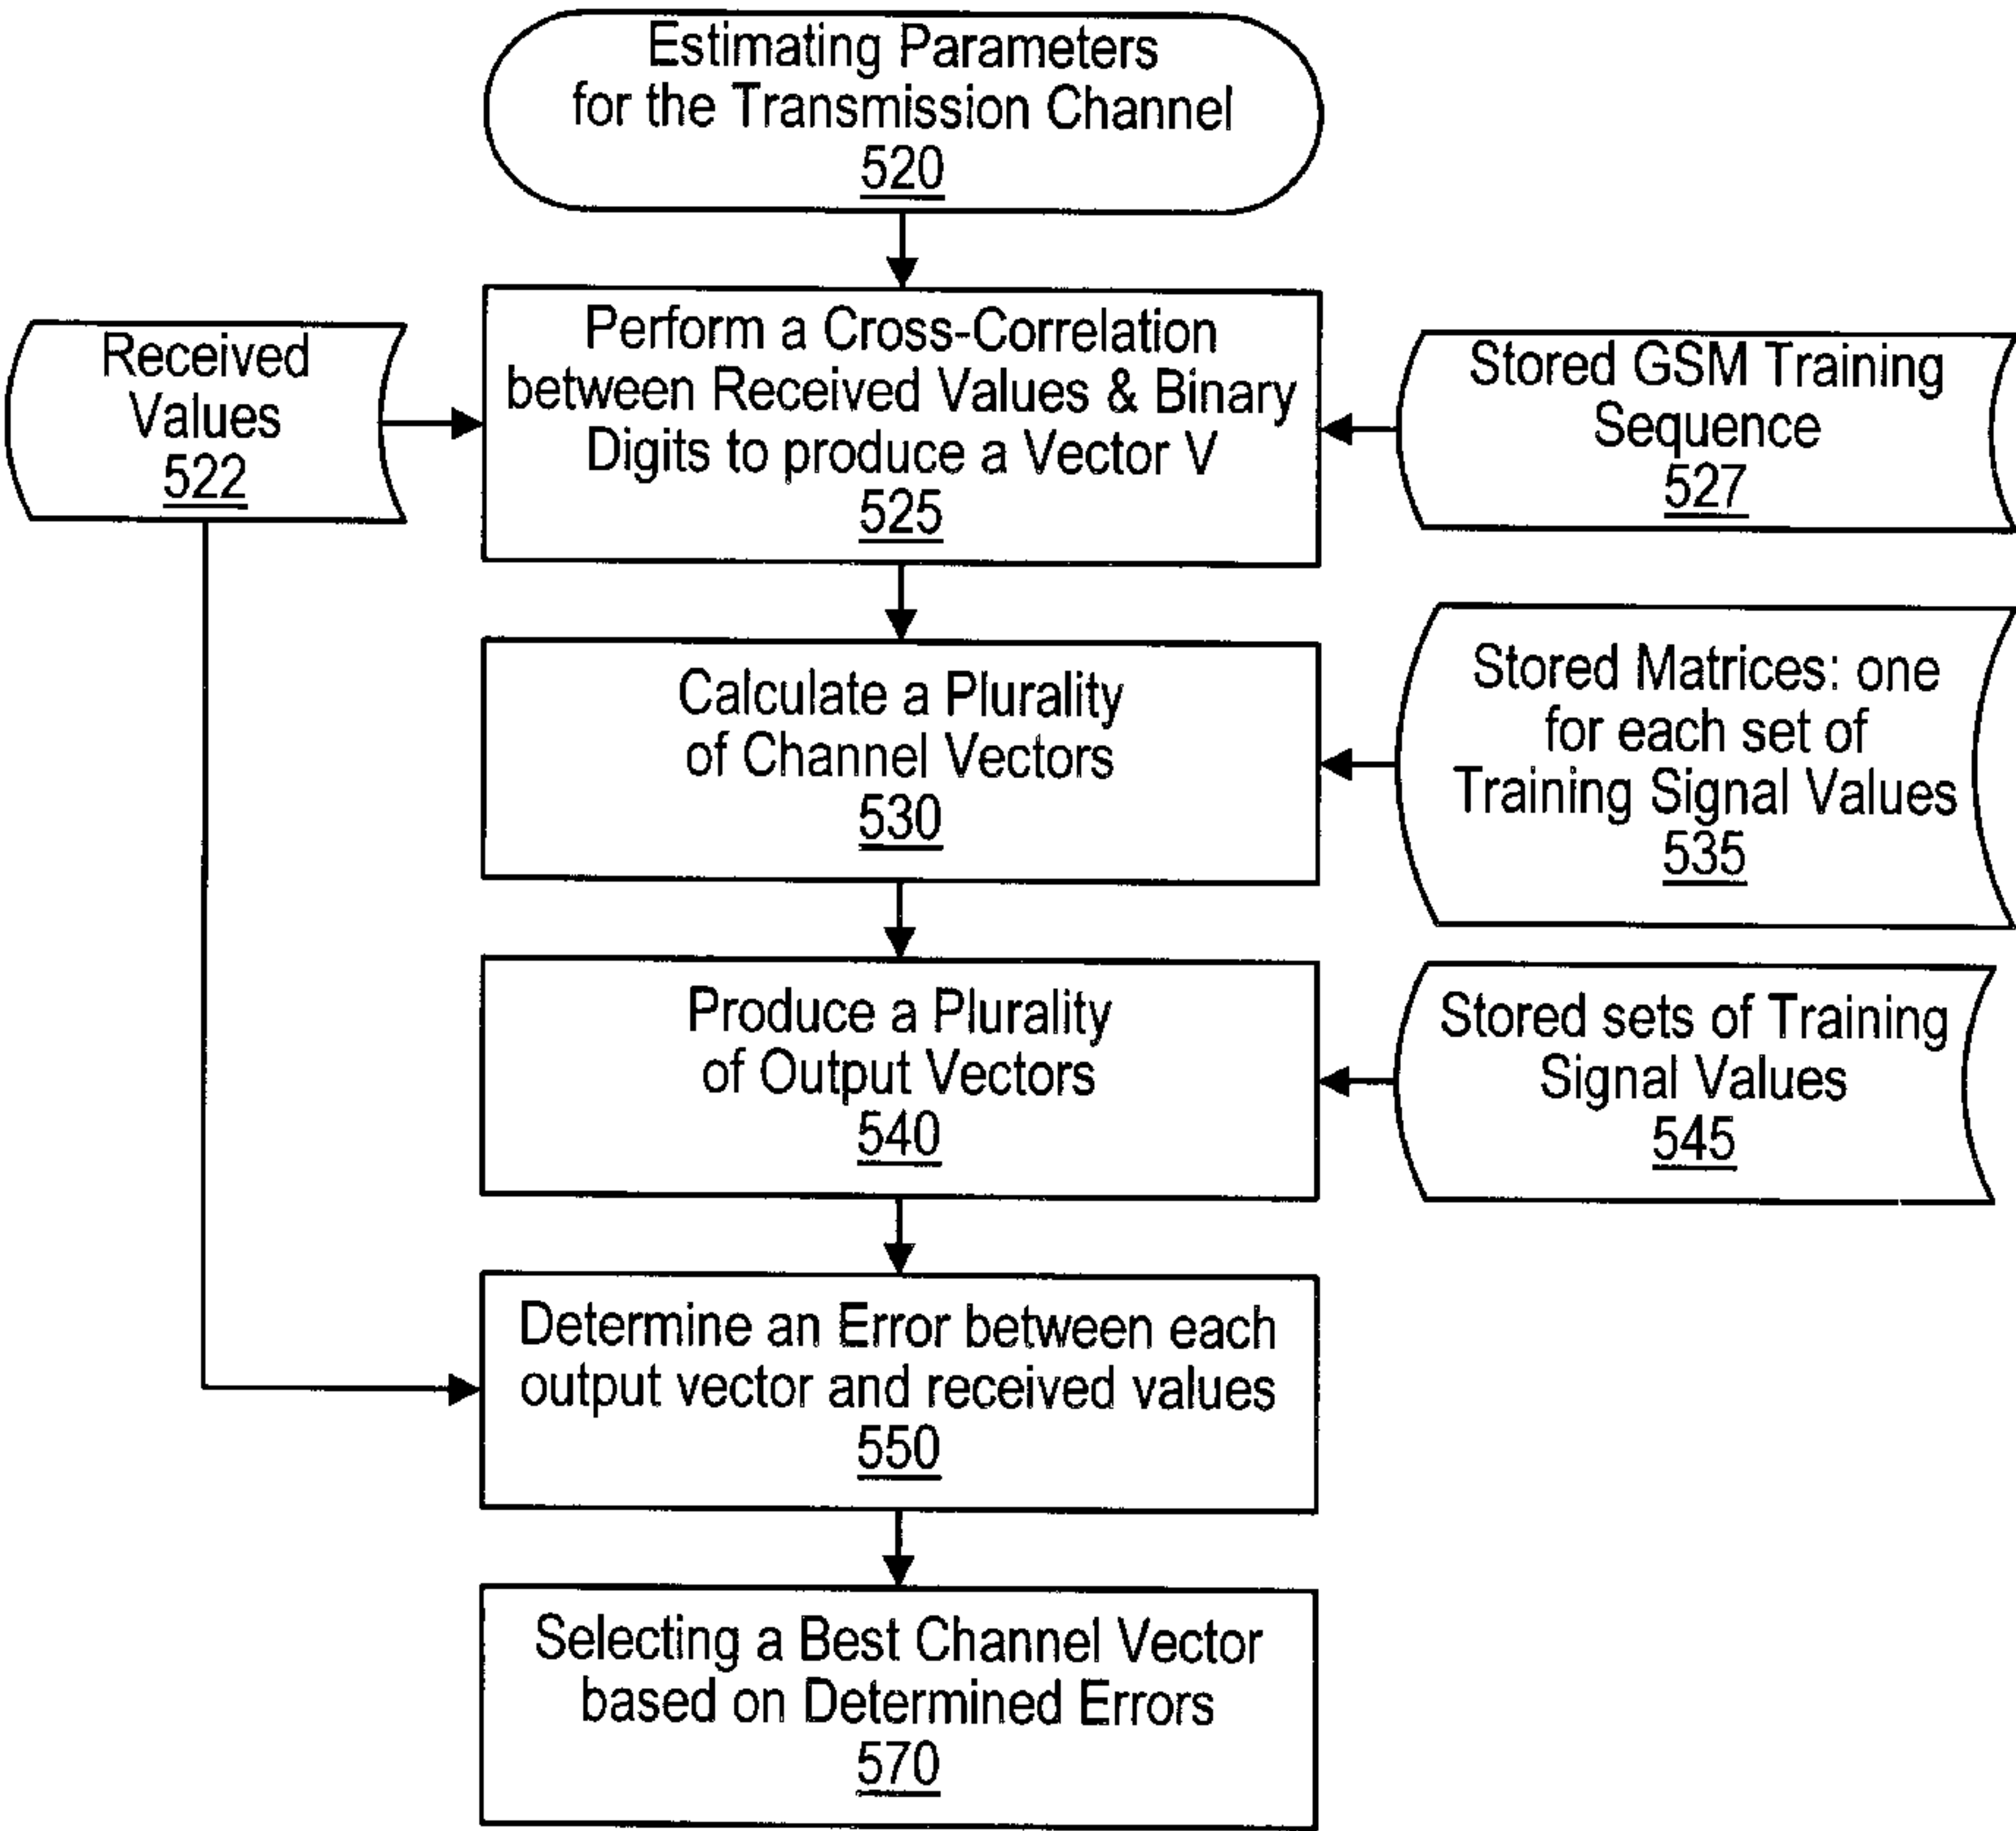 Estimating Parameters
for the Transmission Channel
520
Received
Values
522
Perform a Cross-Correlation
between Received Values & Binary
Digits to produce a Vector V
525
Stored GSM Training
Sequence
527
Calculate a Plurality
of Channel Vectors
530
Stored Matrices: one
for each set of
Training Signal Values
535
Produce a Plurality
of Output Vectors
540
Stored sets of Training
Signal Values
545
Determine an Error between each
output vector and received values
550
Selecting a Best Channel Vector
based on Determined Errors
570